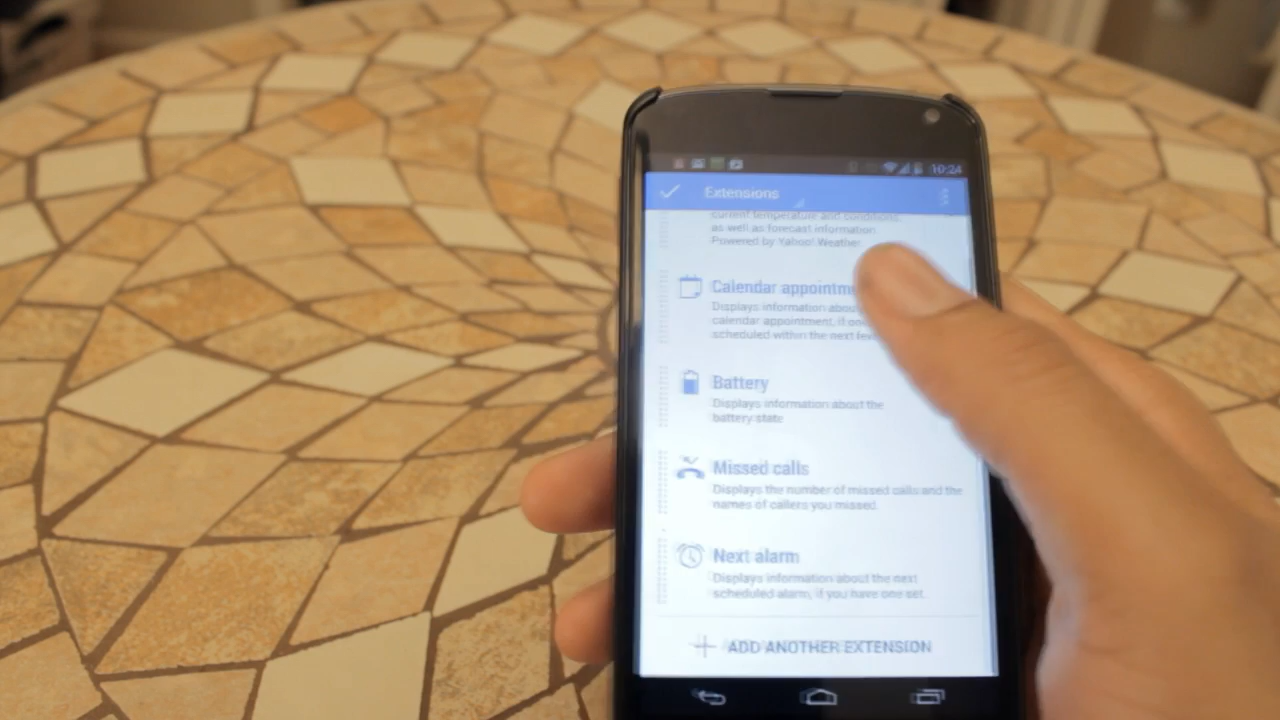 10:24
Extensions
current temperature and conditions
as well as forecast information.
Powered by Yahoo! Weather
Calendar
Displays information
calendar appointment, if one
scheduled within the next few
Battery
Displays information about the
battery state
Missed calls
Displays the number of missed calls and the
names of callers you missed.
Next alarm
Displays information about the next
scheduled alarm, if you have one set.
ADD ANOTHER EXTENSION